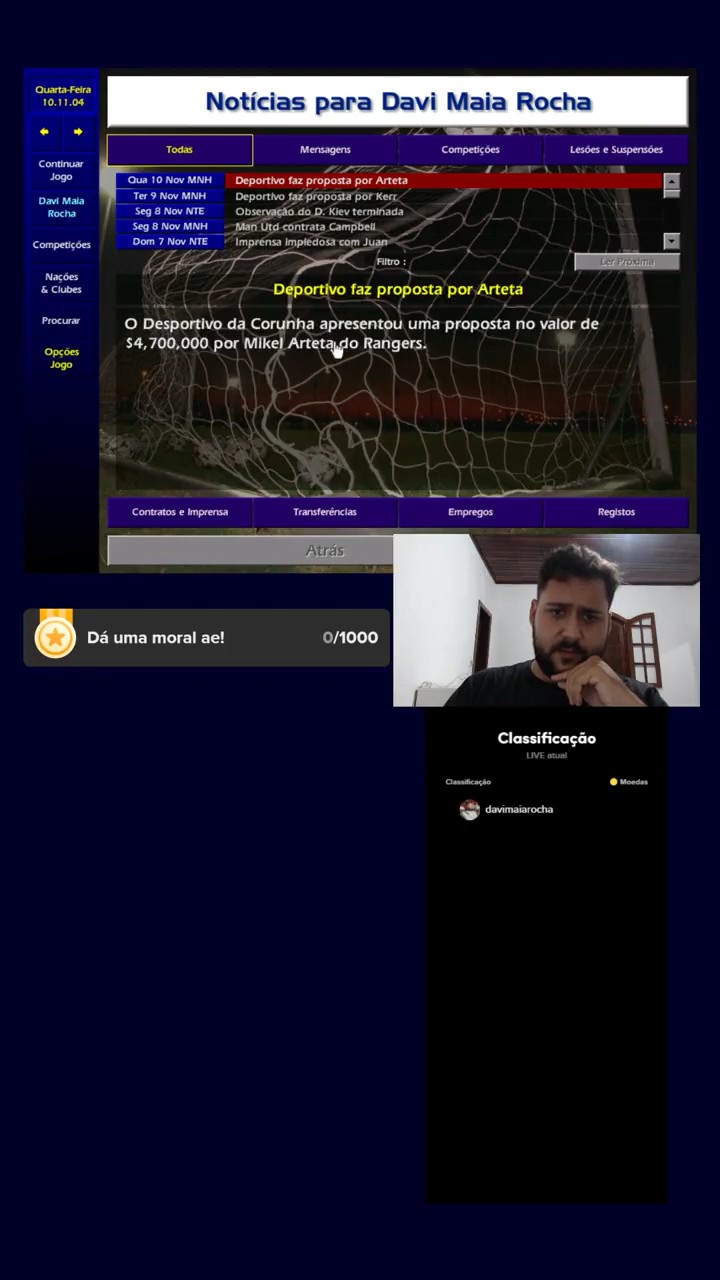 Quarta-Feira
10.11.04
Continuar
Jogo
Davi Maia
Rocha
Competições
Nações
& Clubes
Procurar
Opções
Jogo
Notícias para Davi Maia Rocha
Todas
Mensagens
Competições
Lesões e Suspensões
Qua 10 Nov MNH Deportivo faz proposta por Arteta
Ter 9 Nov MNH Deportivo faz proposta por Kerr
Seg 8 Nov NTE Observação do D. Kiev terminada
Seg 8 Nov MNH Man Utd contrata Campbell
Dom 7 Nov NTE Imprensa impiedosa com Juan
Filtro :
Ler Próxima
Deportivo faz proposta por Arteta
O Desportivo da Corunha apresentou uma proposta no valor de
$4,700,000 por Mikel Arteta do Rangers.
Contratos e Imprensa
Transferências
Empregos
Registos
Atrás
Dá uma moral ae! 0/1000
Classificação
LIVE atual
Classificação Moedas
davimaiarocha